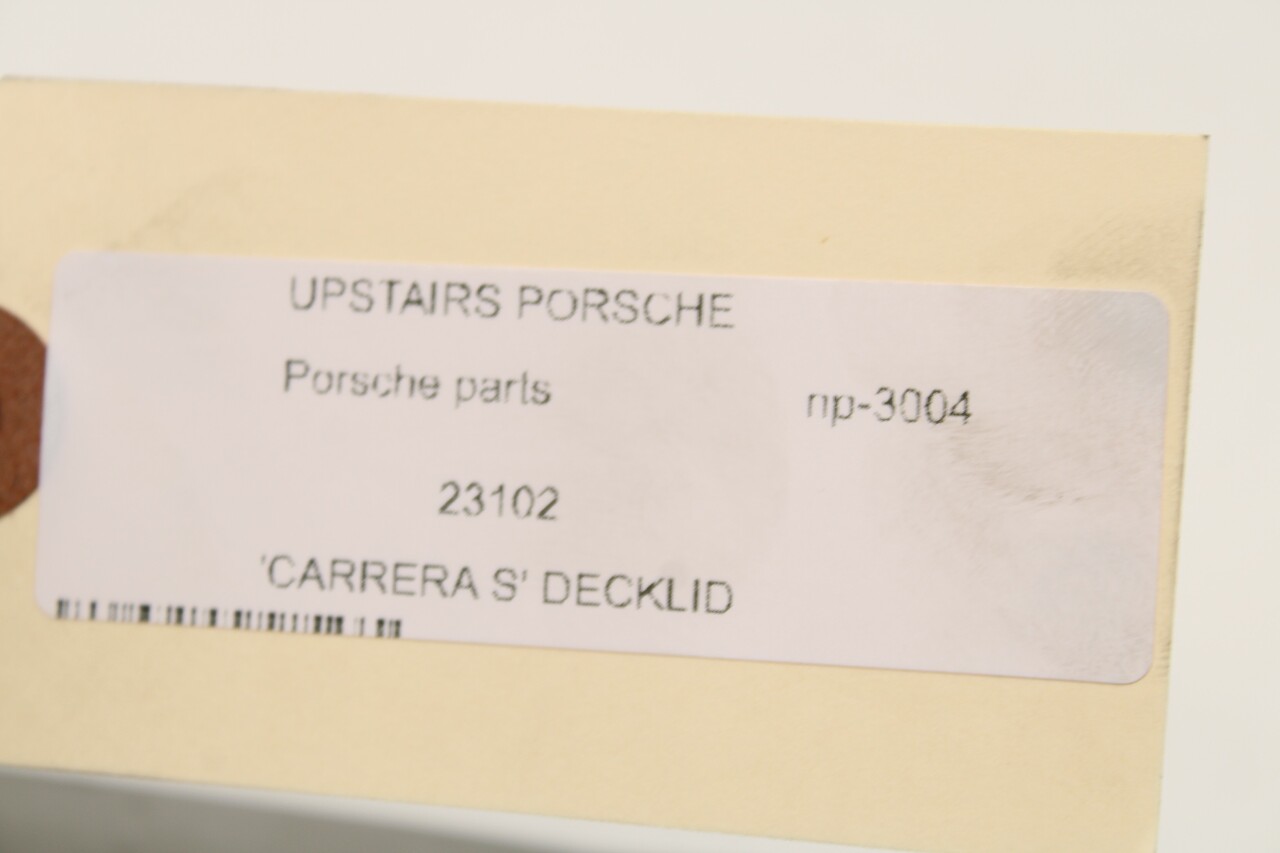 UPSTAIRS PORSCHE
Porsche parts
np-3004
23102
'CARRERA S' DECKLID